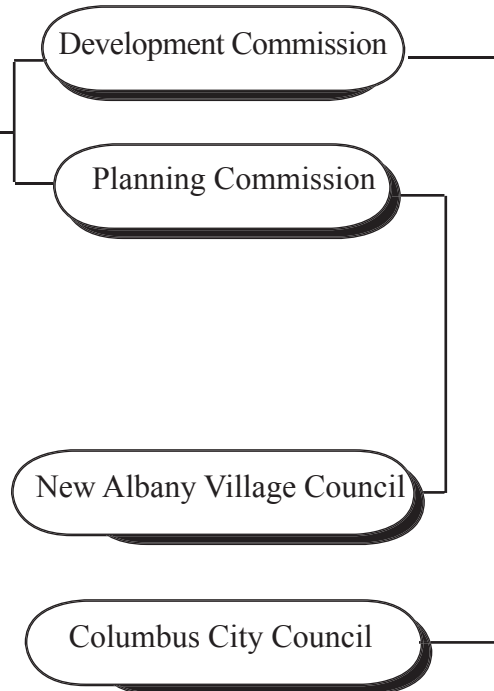 Development Commission
Planning Commission
New Albany Village Council
Columbus City Council